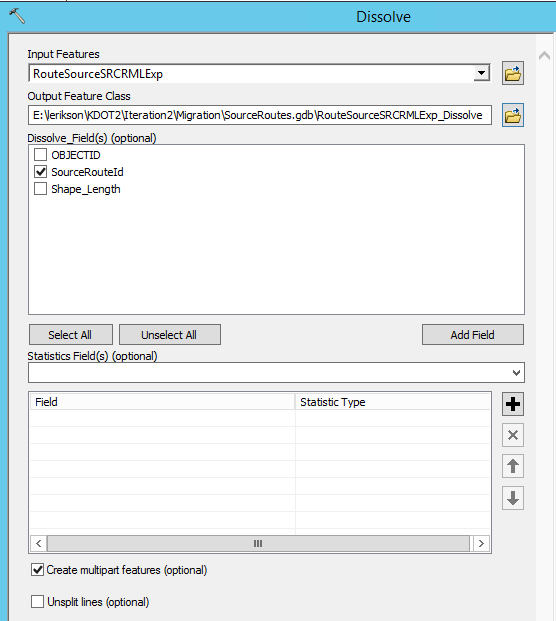 Dissolve
Input Features
RouteSourceSRCRMLExp
Output Feature Class
E:\lerikson\KDOT2\Iteration2\Migration\SourceRoutes.gdb\RouteSourceSRCRMLExp_Dissolve
Dissolve_Field(s) (optional)
OBJECTID
SourceRouteId
Shape_Length
Select All Unselect All Add Field
Statistics Field(s) (optional)
Field Statistic Type
Create multipart features (optional)
Unsplit lines (optional)